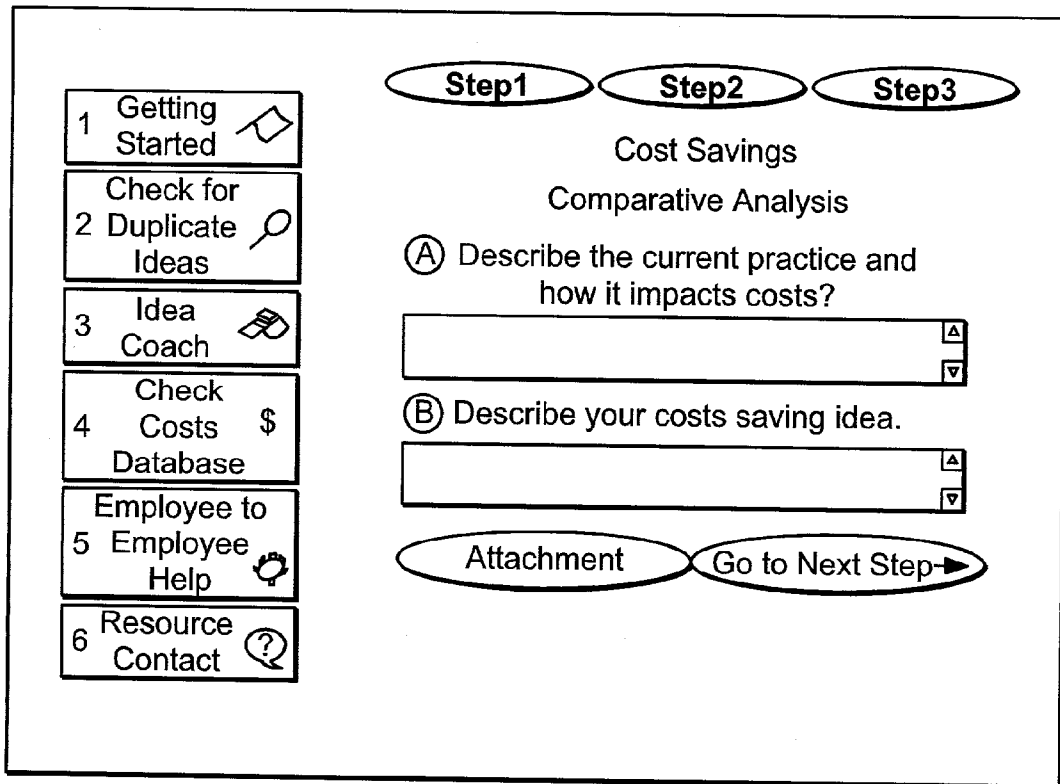 1 Getting
Started
2 Check for
Duplicate
Ideas
3 Idea
Coach
4 Check
Costs $
Database
5 Employee to
Employee
Help
6 Resource
Contact ?
Step1 Step2 Step3
Cost Savings
Comparative Analysis
A Describe the current practice and
how it impacts costs?
B Describe your costs saving idea.
Attachment Go to Next Step